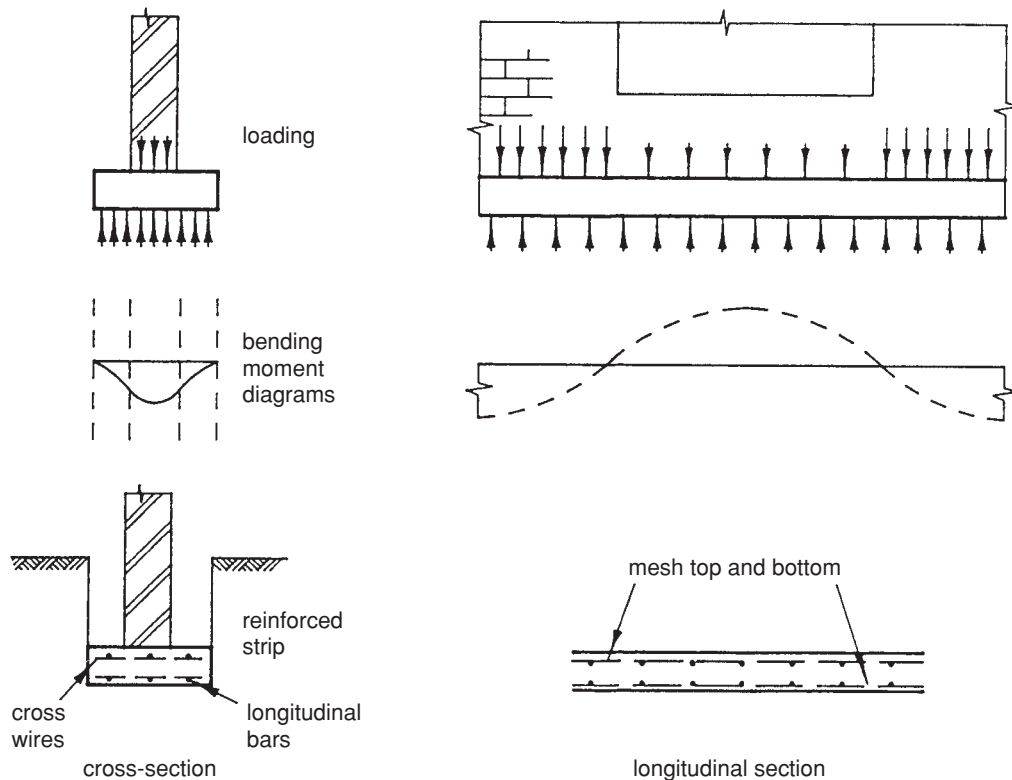 loading
bending
moment
diagrams
mesh top and bottom
reinforced
strip
cross
wires
longitudinal
bars
cross-section
longitudinal section